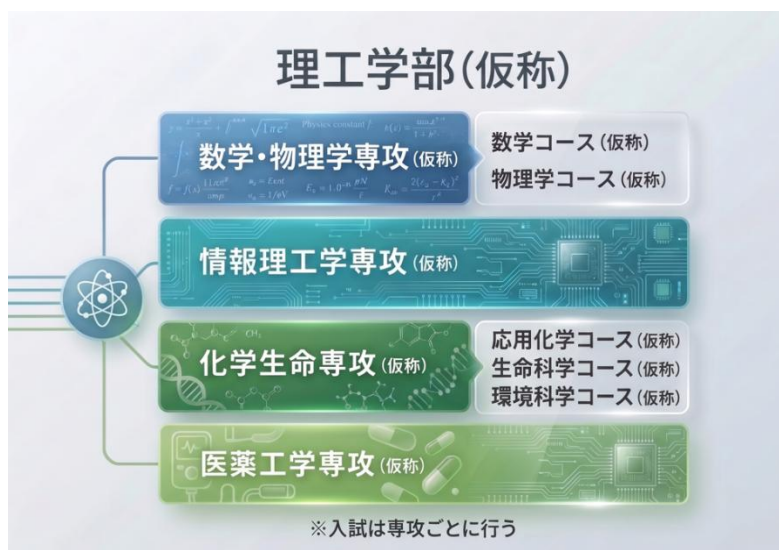 理工学部(仮称)
数学・物理学専攻(仮称)
数学コース(仮称)
物理学コース(仮称)
情報理工学専攻(仮称)
化学生命専攻(仮称)
応用化学コース(仮称)
生命科学コース(仮称)
環境科学コース(仮称)
医薬工学専攻(仮称)
※入試は専攻ごとに行う